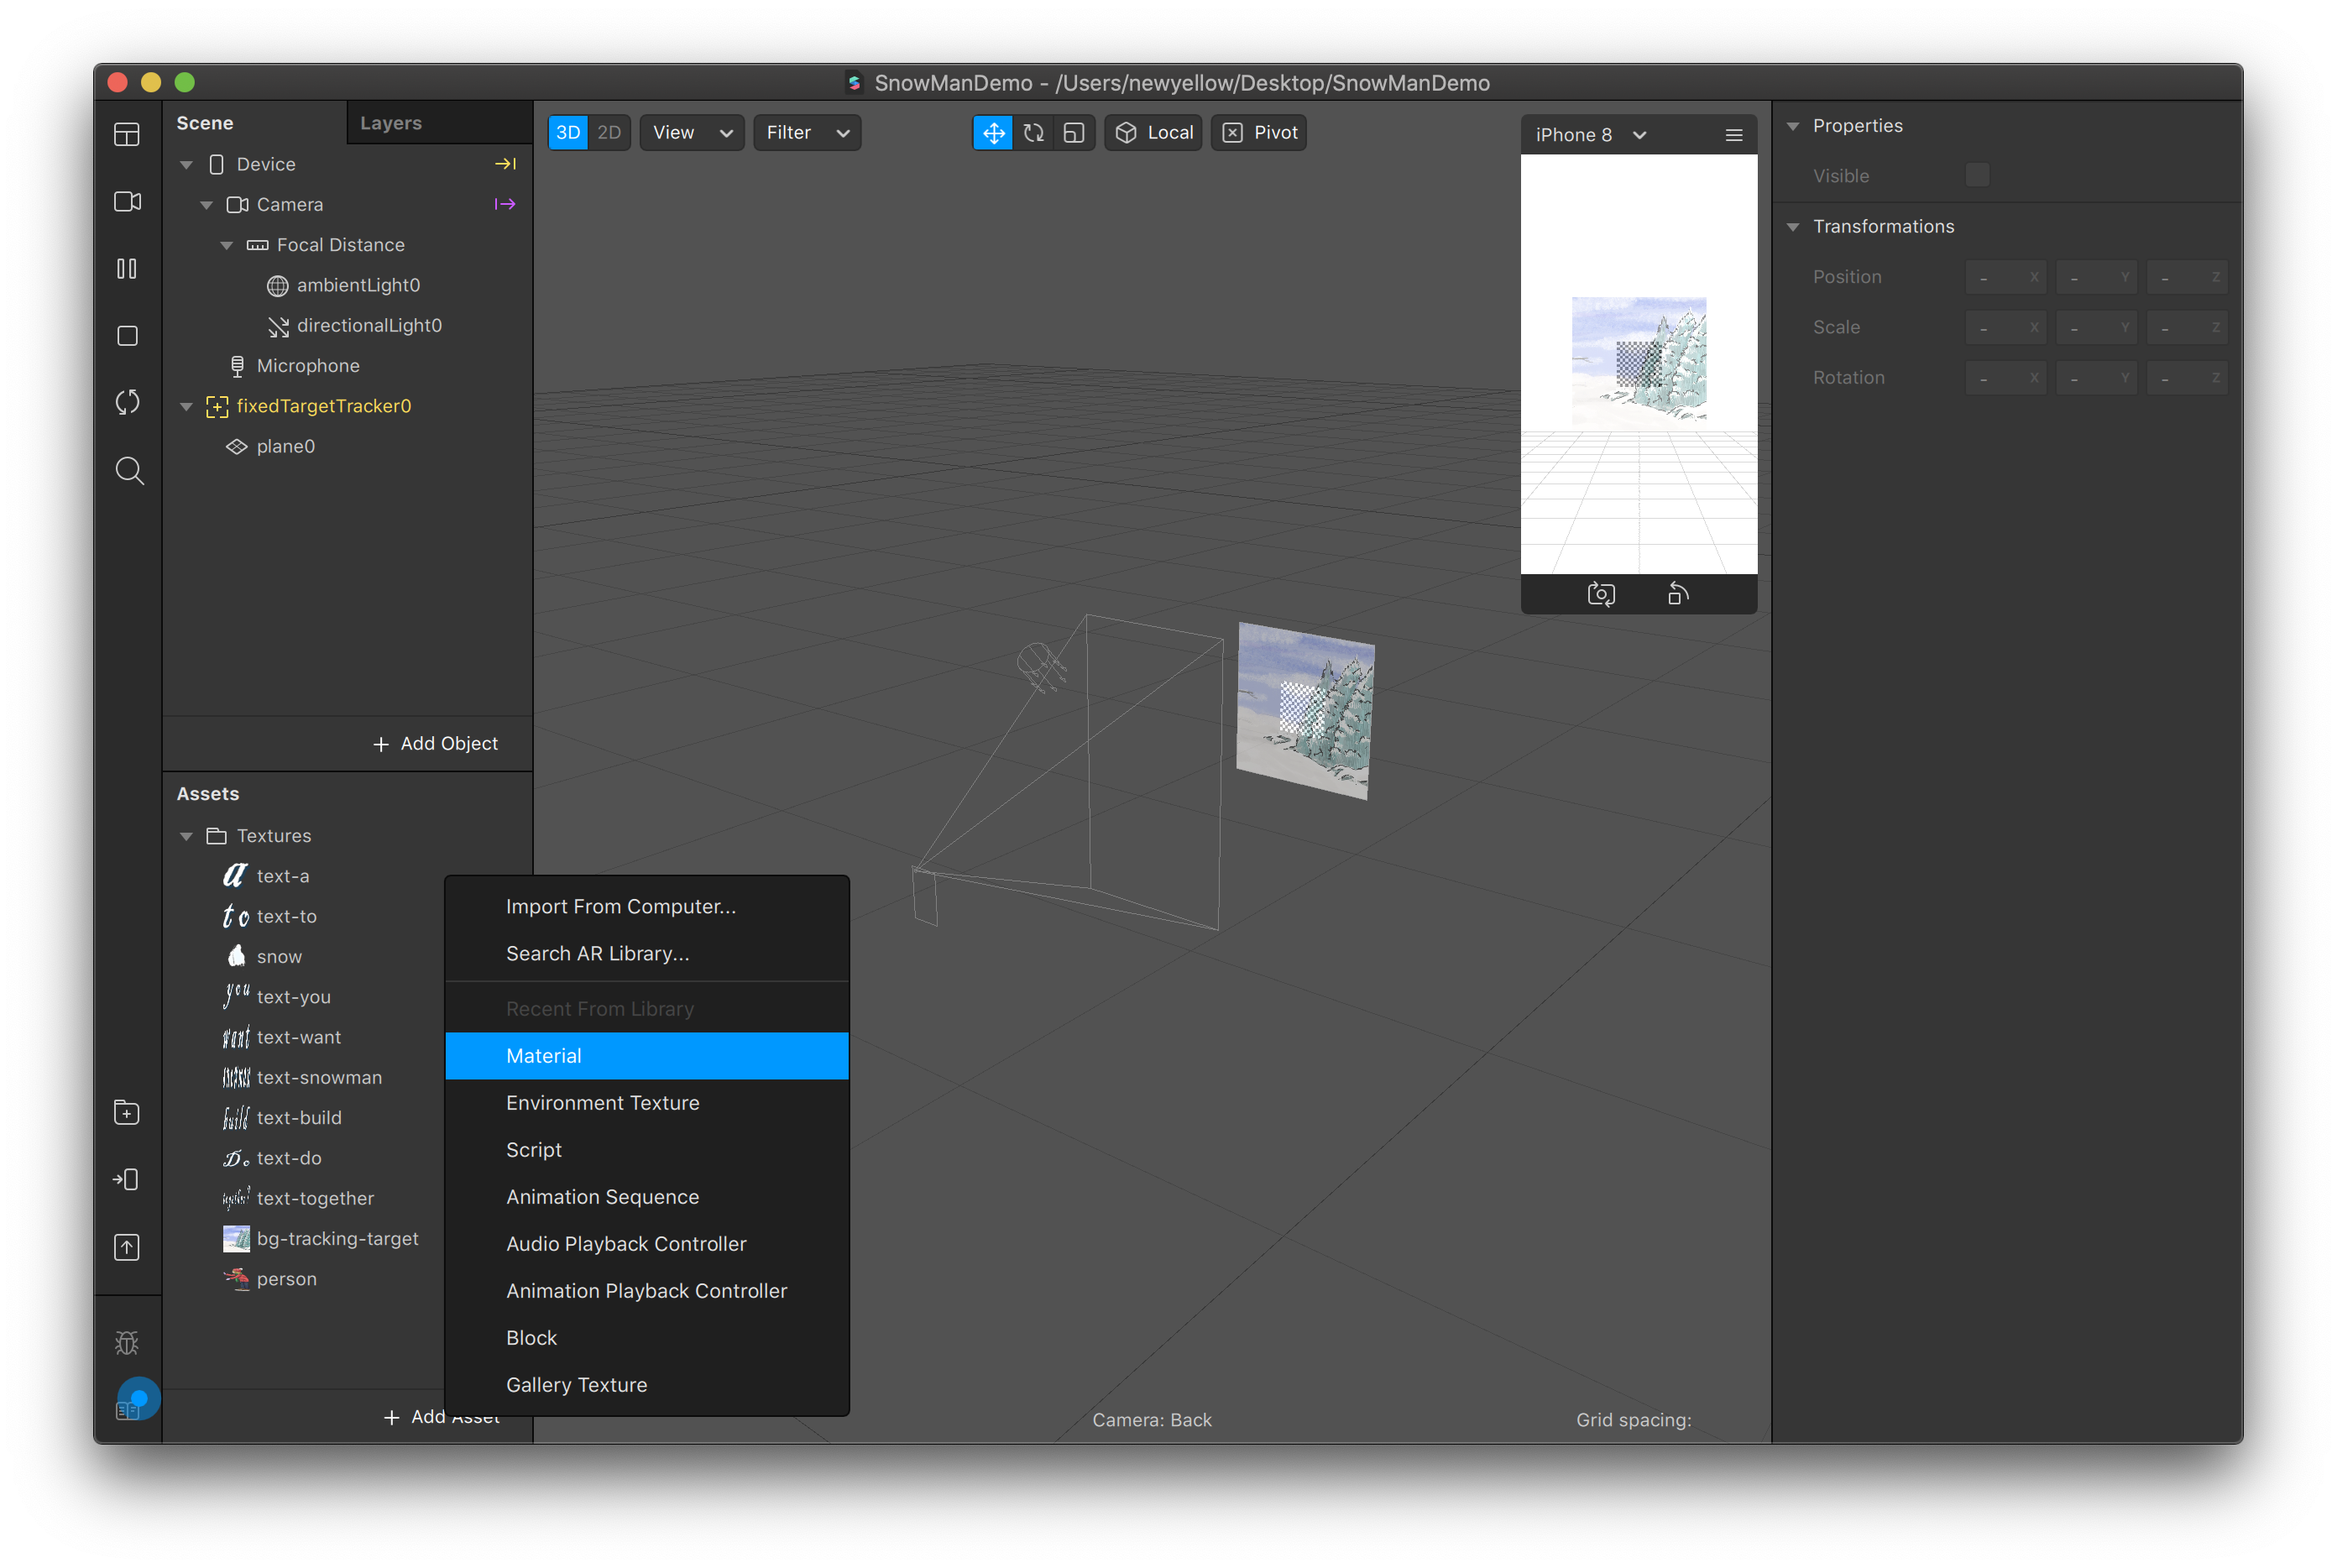 SnowManDemo - /Users/newyellow/Desktop/SnowManDemo
Scene
Layers
Device
Camera
Focal Distance
ambientLight0
directionalLight0
Microphone
fixedTargetTracker0
plane0
+ Add Object
Assets
Textures
text-a
text-to
snow
text-you
text-want
text-snowman
text-build
text-do
text-together
bg-tracking-target
person
+ Add Asset
Import From Computer...
Search AR Library...
Recent From Library
Material
Environment Texture
Script
Animation Sequence
Audio Playback Controller
Animation Playback Controller
Block
Gallery Texture
3D 2D View Filter Local Pivot
iPhone 8
Camera: Back
Grid spacing:
Properties
Visible
Transformations
Position - X - Y - Z
Scale - X - Y - Z
Rotation - X - Y - Z